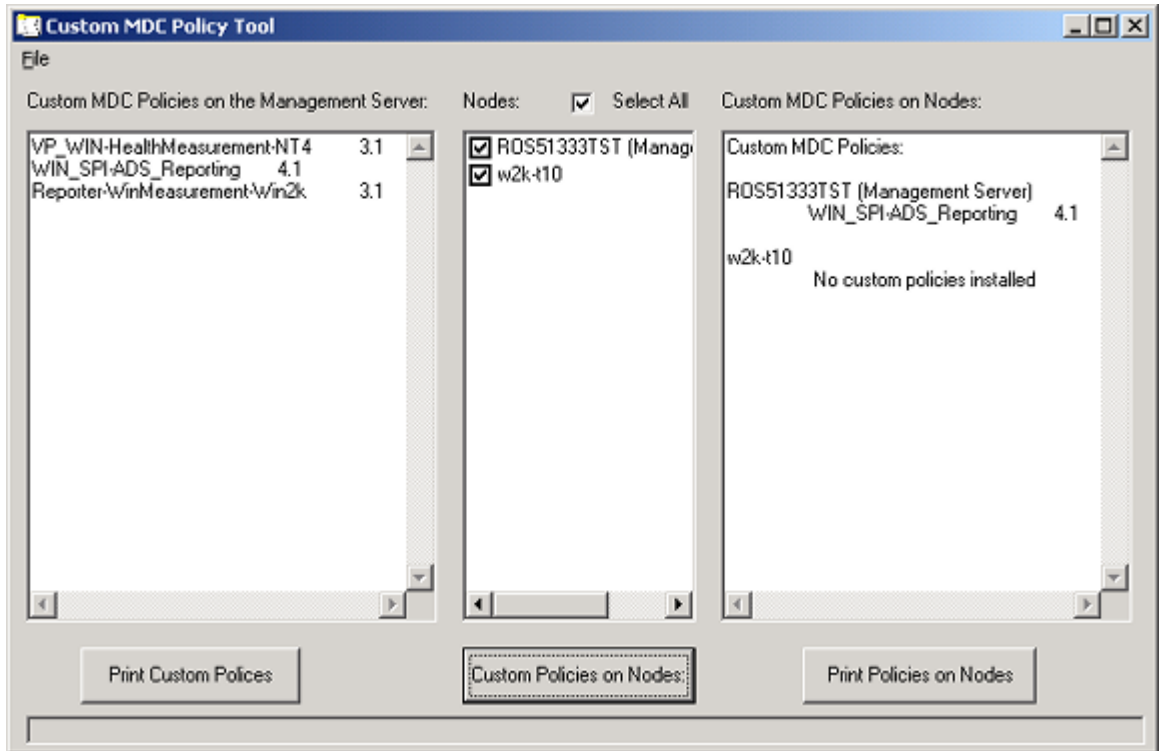 Custom MDC Policy Tool
File
Custom MDC Policies on the Management Server:
Nodes:
Select All
Custom MDC Policies on Nodes:
VP_WIN-HealthMeasurement-NT4 3.1
WIN_SPI-ADS_Reporting 4.1
Reporter-WinMeasurement-Win2k 3.1
ROS51333TST (Manag
w2k-t10
Custom MDC Policies:
ROS51333TST (Management Server)
WIN_SPI-ADS_Reporting 4.1
w2k-t10
No custom policies installed
Print Custom Polices
Custom Policies on Nodes:
Print Policies on Nodes